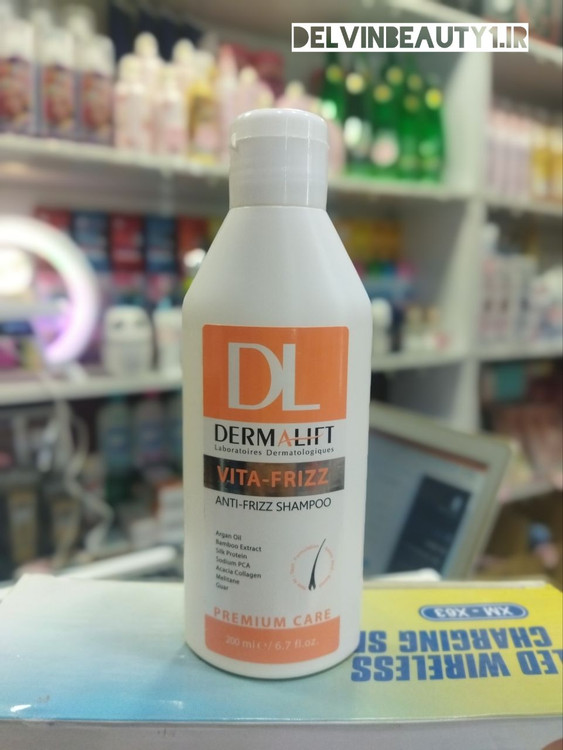 DELVINBEAUTY1.IR
DL
DERMALIFT
Laboratoires Dermatologiques
VITA-FRIZZ
ANTI-FRIZZ SHAMPOO
Argan Oil
Bamboo Extract
Silk Protein
Sodium PCA
Acacia Collagen
Melitane
Guar
PREMIUM CARE
200 ml ℮ / 6.7 fl.oz.
XM - X63
LED WIRELESS
CHARGING